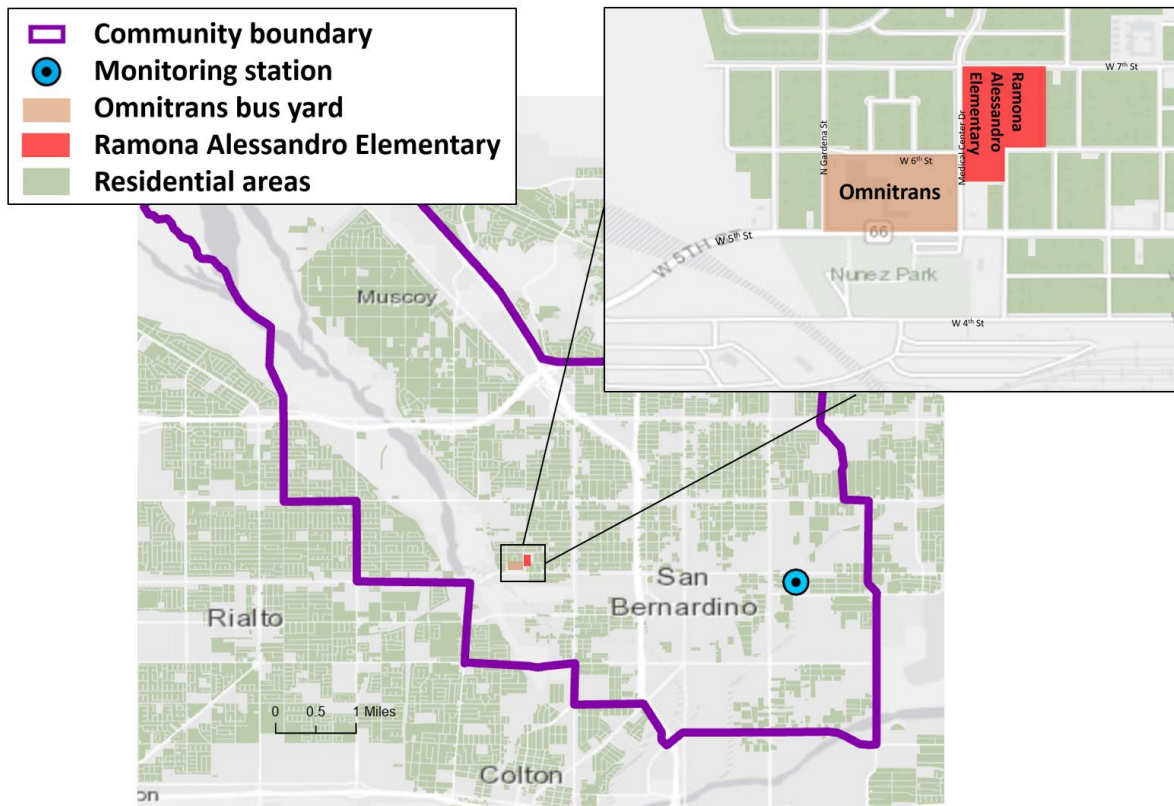 Community boundary
Monitoring station
Omnitrans bus yard
Ramona Alessandro Elementary
Residential areas
W 7th St
Ramona
Alessandro
Elementary
N Gardena St
W 6th St
Medical Center Dr
Omnitrans
66
W 5TH ST
W 5th St
Nunez Park
W 4th St
Muscoy
San
Bernardino
Rialto
0 0.5 1 Miles
Colton
on